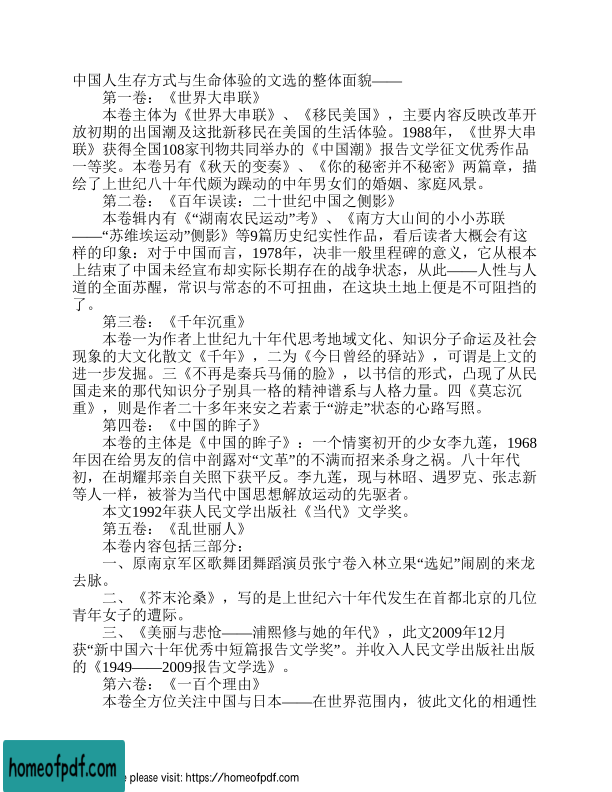 中国人生存方式与生命体验的文选的整体面貌——
第一卷：《世界大串联》
本卷主体为《世界大串联》、《移民美国》，主要内容反映改革开
放初期的出国潮及这批新移民在美国的生活体验。1988年，《世界大串
联》获得全国108家刊物共同举办的《中国潮》报告文学征文优秀作品
一等奖。本卷另有《秋天的变奏》、《你的秘密并不秘密》两篇章，描
绘了上世纪八十年代颇为躁动的中年男女们的婚姻、家庭风景。
第二卷：《百年误读：二十世纪中国之侧影》
本卷辑内有《“湖南农民运动”考》、《南方大山间的小小苏联
——“苏维埃运动”侧影》等9篇历史纪实性作品，看后读者大概会有这
样的印象：对于中国而言，1978年，决非一般里程碑的意义，它从根本
上结束了中国未经宣布却实际长期存在的战争状态，从此——人性与人
道的全面苏醒，常识与常态的不可扭曲，在这块土地上便是不可阻挡的
了。
第三卷：《千年沉重》
本卷一为作者上世纪九十年代思考地域文化、知识分子命运及社会
现象的大文化散文《千年》，二为《今日曾经的驿站》，可谓是上文的
进一步发掘。三《不再是秦兵马俑的脸》，以书信的形式，凸现了从民
国走来的那代知识分子别具一格的精神谱系与人格力量。四《莫忘沉
重》，则是作者二十多年来安之若素于“游走”状态的心路写照。
第四卷：《中国的眸子》
本卷的主体是《中国的眸子》：一个情窦初开的少女李九莲，1968
年因在给男友的信中剖露对“文革”的不满而招来杀身之祸。八十年代
初，在胡耀邦亲自关照下获平反。李九莲，现与林昭、遇罗克、张志新
等人一样，被誉为当代中国思想解放运动的先驱者。
本文1992年获人民文学出版社《当代》文学奖。
第五卷：《乱世丽人》
本卷内容包括三部分：
一、原南京军区歌舞团舞蹈演员张宁卷入林立果“选妃”闹剧的来龙
去脉。
二、《芥末沧桑》，写的是上世纪六十年代发生在首都北京的几位
青年女子的遭际。
三、《美丽与悲怆——浦熙修与她的年代》，此文2009年12月
获“新中国六十年优秀中短篇报告文学奖”。并收入人民文学出版社出版
的《1949——2009报告文学选》。
第六卷：《一百个理由》
本卷全方位关注中国与日本——在世界范围内，彼此文化的相通性
homeofpdf.com
e please visit: https://homeofpdf.com